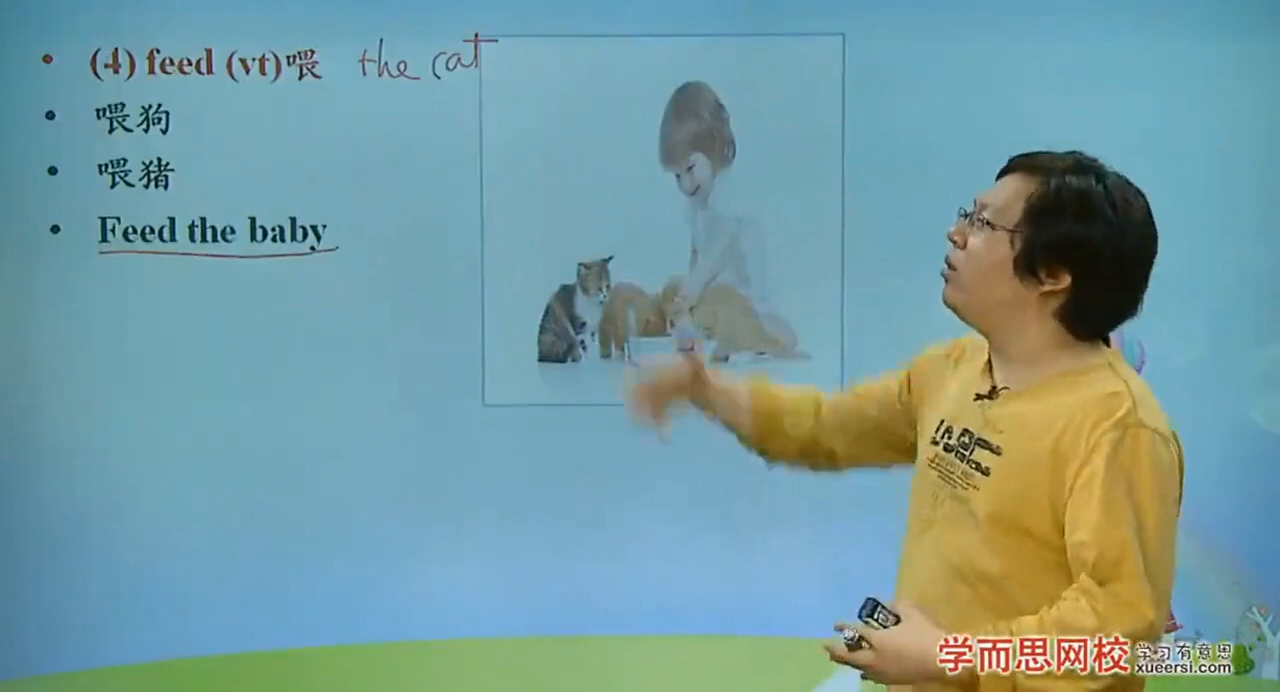 (4) feed (vt)喂 the cat
喂狗
喂猪
Feed the baby
学而思网校
学习有意思
xueersi.com